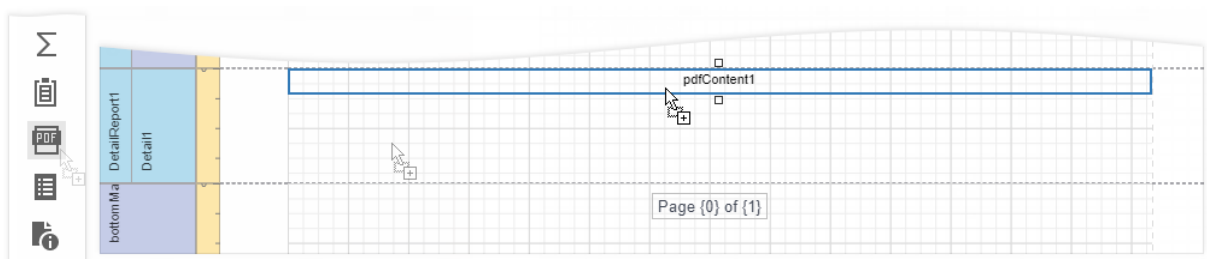 Σ
PDF
DetailReport1
Detail1
pdfContent1
bottomMa
Page {0} of {1}